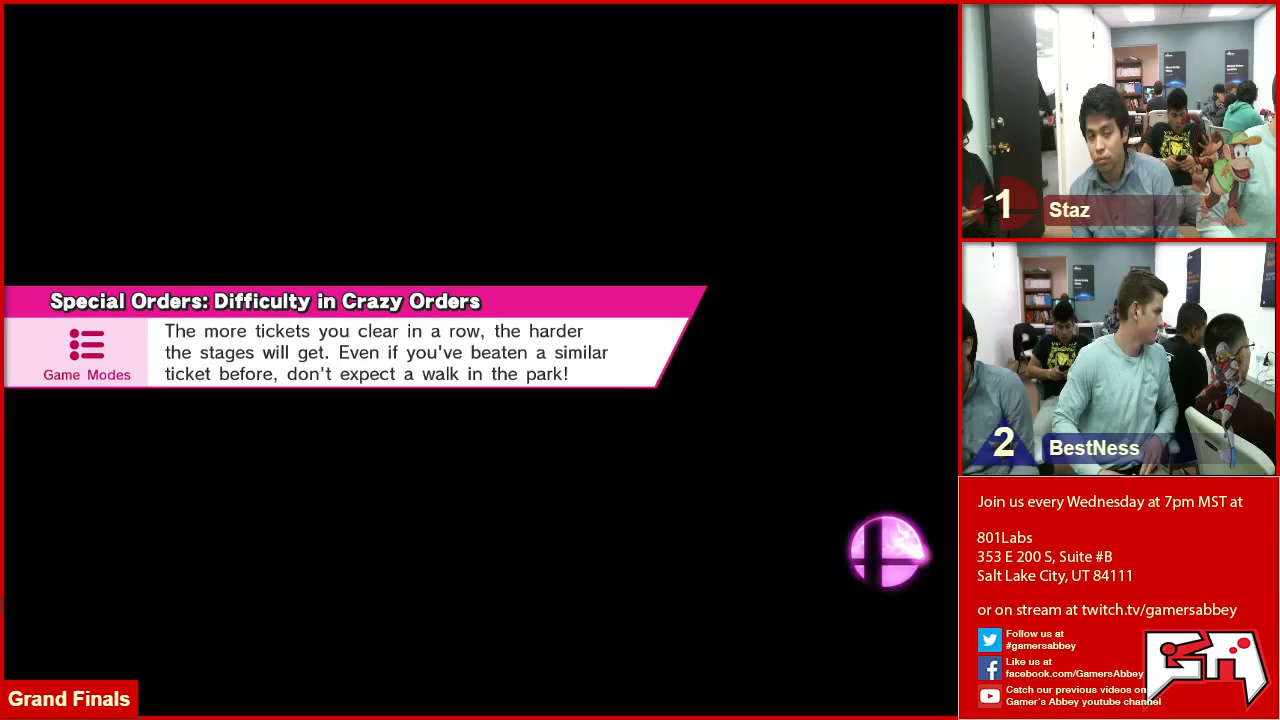 Special Orders: Difficulty in Crazy Orders
Game Modes
The more tickets you clear in a row, the harder
the stages will get. Even if you've beaten a similar
ticket before, don't expect a walk in the park!
Grand Finals
1
Staz
2
BestNess
Join us every Wednesday at 7pm MST at
801Labs
353 E 200 S, Suite #B
Salt Lake City, UT 84111
or on stream at twitch.tv/gamersabbey
Follow us at
#gamersabbey
Like us at
facebook.com/GamersAbbey
Catch our previous videos on
Gamer's Abbey youtube channel